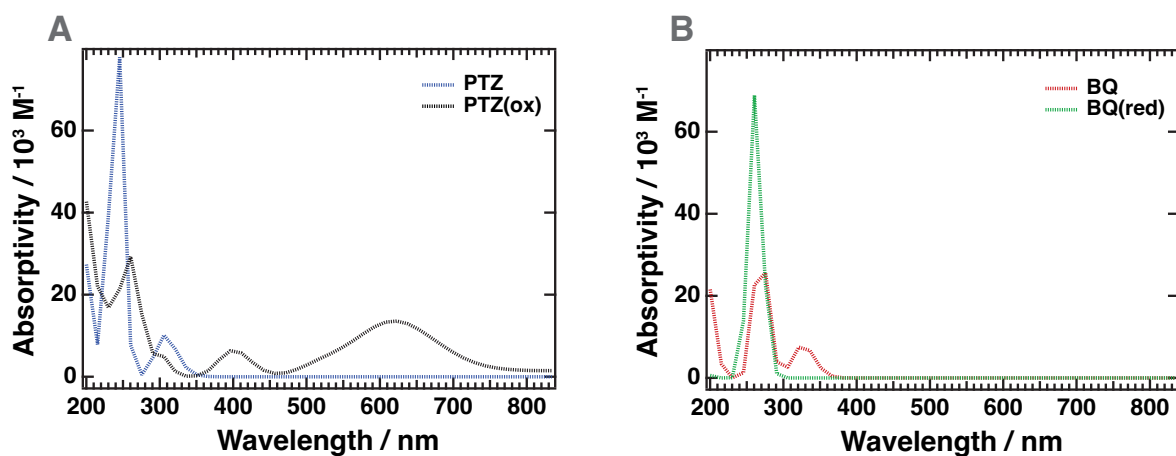 A
PTZ
PTZ(ox)
Absorptivity / 10³ M⁻¹
60
40
20
0
200 300 400 500 600 700 800
Wavelength / nm
B
BQ
BQ(red)
Absorptivity / 10³ M⁻¹
60
40
20
0
200 300 400 500 600 700 800
Wavelength / nm